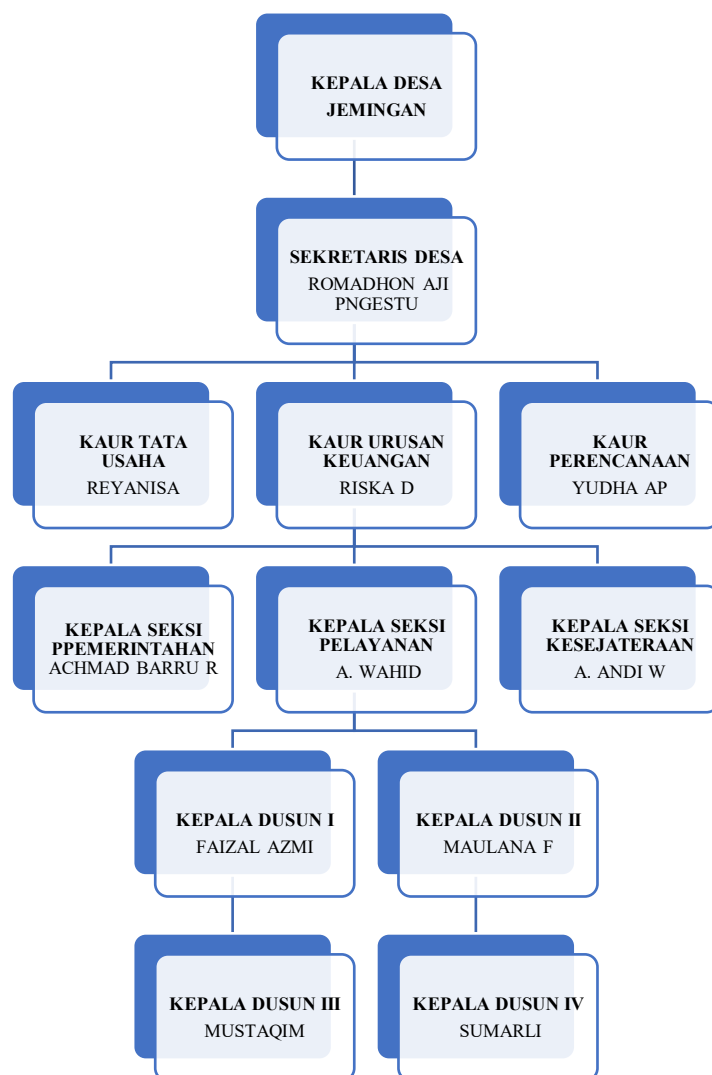 KEPALA DESA
JEMINGAN
SEKRETARIS DESA
ROMADHON AJI
PNGESTU
KAUR TATA
USAHA
REYANISA
KAUR URUSAN
KEUANGAN
RISKA D
KAUR
PERENCANAAN
YUDHA AP
KEPALA SEKSI
PPEMERINTAHAN
ACHMAD BARRU R
KEPALA SEKSI
PELAYANAN
A. WAHID
KEPALA SEKSI
KESEJATERAAN
A. ANDI W
KEPALA DUSUN I
FAIZAL AZMI
KEPALA DUSUN II
MAULANA F
KEPALA DUSUN III
MUSTAQIM
KEPALA DUSUN IV
SUMARLI